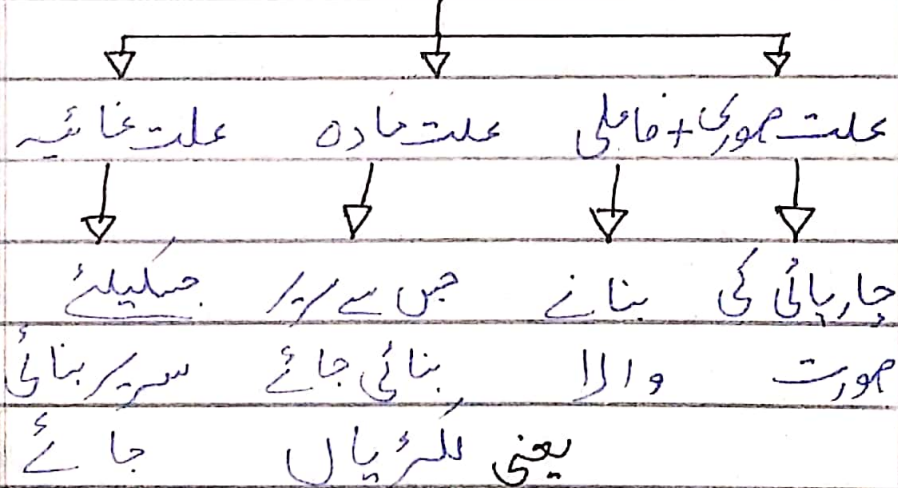 علت صوری + فاعلی علت مادہ علت غائیہ
چارپائی کی بنانے جس سے سریر جسکیلئے
صورت والا بنائی جائے سریر بنائی
یعنی لکڑیاں جائے